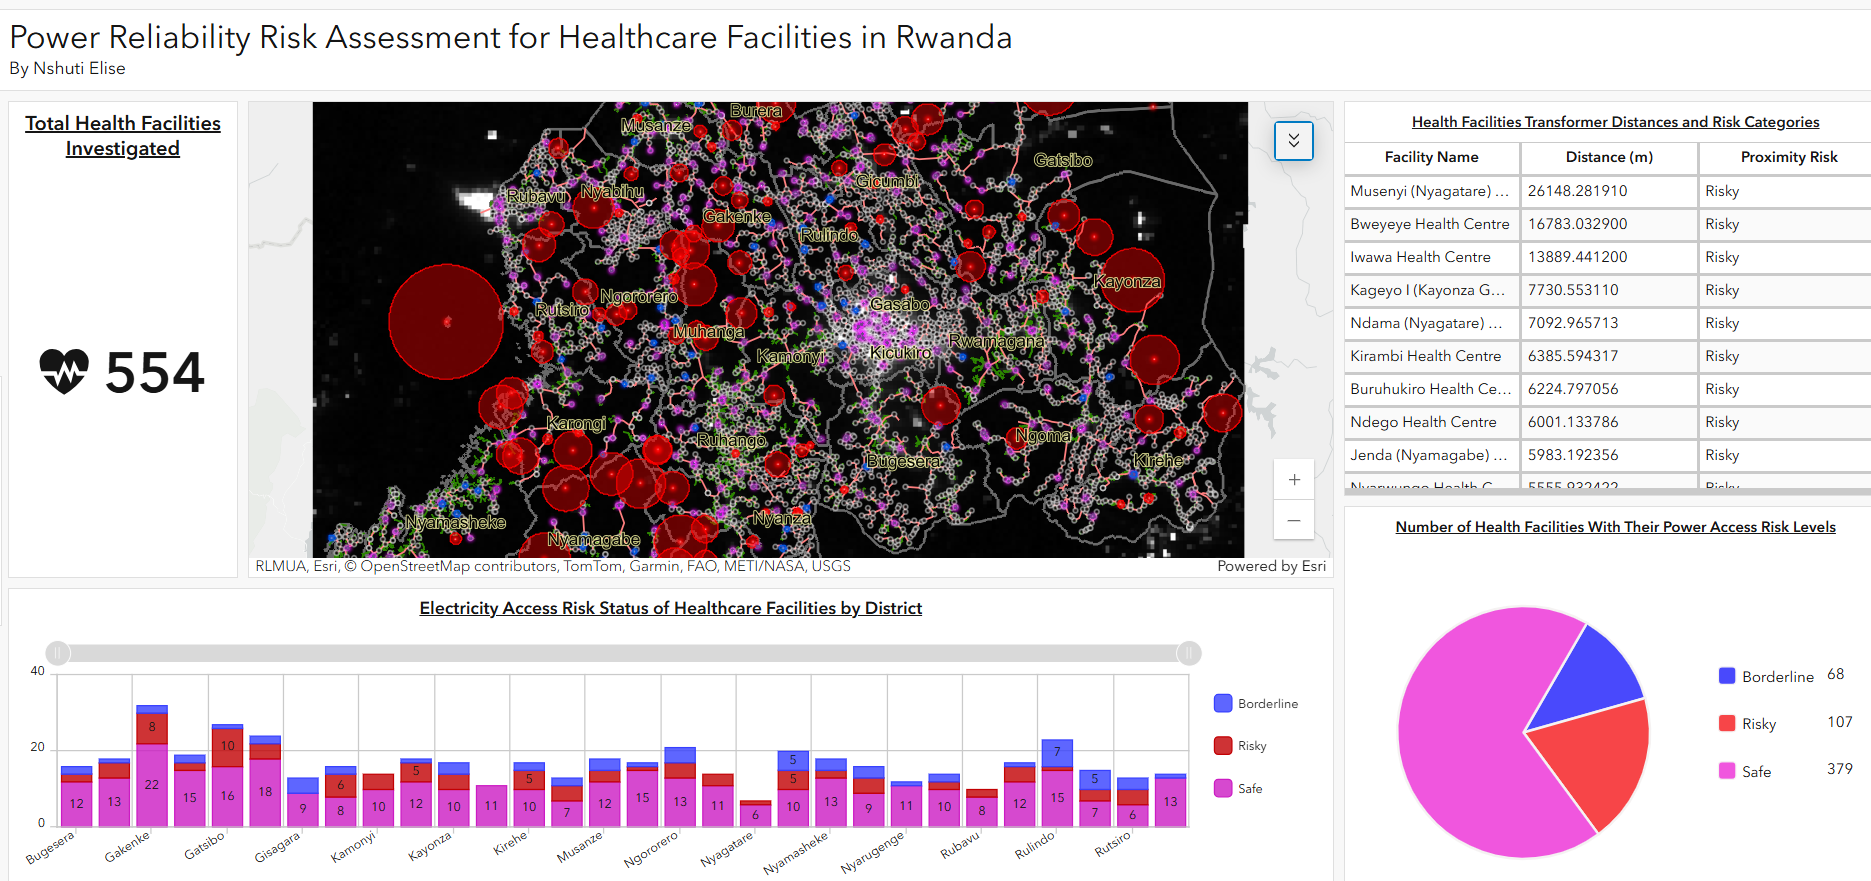 Power Reliability Risk Assessment for Healthcare Facilities in Rwanda
By Nshuti Elise
Total Health Facilities
Investigated
554
Burera
Musanze
Gatsibo
Gicumbi
Rubavu
Nyabihu
Gakenke
Rulindo
Kayonza
Ngororero
Rutsiro
Gasabo
Muhanga
Rwamagana
Kamonyi
Kicukiro
Karongi
Ruhango
Ngoma
Bugesera
Kirehe
Nyamasheke
Nyanza
Nyamagabe
RLMUA, Esri, © OpenStreetMap contributors, TomTom, Garmin, FAO, METI/NASA, USGS
Powered by Esri
Health Facilities Transformer Distances and Risk Categories
Facility Name Distance (m) Proximity Risk
Musenyi (Nyagatare) ... 26148.281910 Risky
Bweyeye Health Centre 16783.032900 Risky
Iwawa Health Centre 13889.441200 Risky
Kageyo I (Kayonza G... 7730.553110 Risky
Ndama (Nyagatare) ... 7092.965713 Risky
Kirambi Health Centre 6385.594317 Risky
Buruhukiro Health Ce... 6224.797056 Risky
Ndego Health Centre 6001.133786 Risky
Jenda (Nyamagabe) ... 5983.192356 Risky
Electricity Access Risk Status of Healthcare Facilities by District
40
20
0
8 10 5 6 5 5 5 7 5
12 13 22 15 16 18 9 8 10 12 10 11 10 7 12 15 13 11 6 10 13 9 11 10 8 12 15 7 6 13
Bugesera Gakenke Gatsibo Gisagara Kamonyi Kayonza Kirehe Musanze Ngororero Nyagatare Nyamasheke Nyarugenge Rubavu Rulindo Rutsiro
Borderline
Risky
Safe
Number of Health Facilities With Their Power Access Risk Levels
Borderline 68
Risky 107
Safe 379